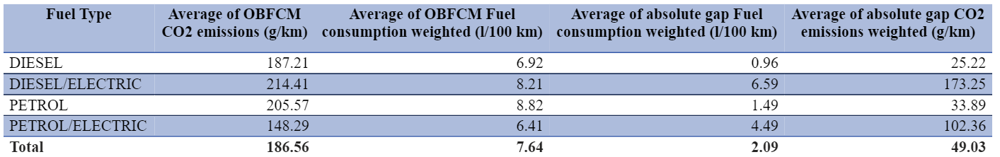 Fuel Type Average of OBFCM Average of OBFCM Fuel Average of absolute gap Fuel Average of absolute gap CO2
CO2 emissions (g/km) consumption weighted (l/100 km) consumption weighted (l/100 km) emissions weighted (g/km)
DIESEL 187.21 6.92 0.96 25.22
DIESEL/ELECTRIC 214.41 8.21 6.59 173.25
PETROL 205.57 8.82 1.49 33.89
PETROL/ELECTRIC 148.29 6.41 4.49 102.36
Total 186.56 7.64 2.09 49.03